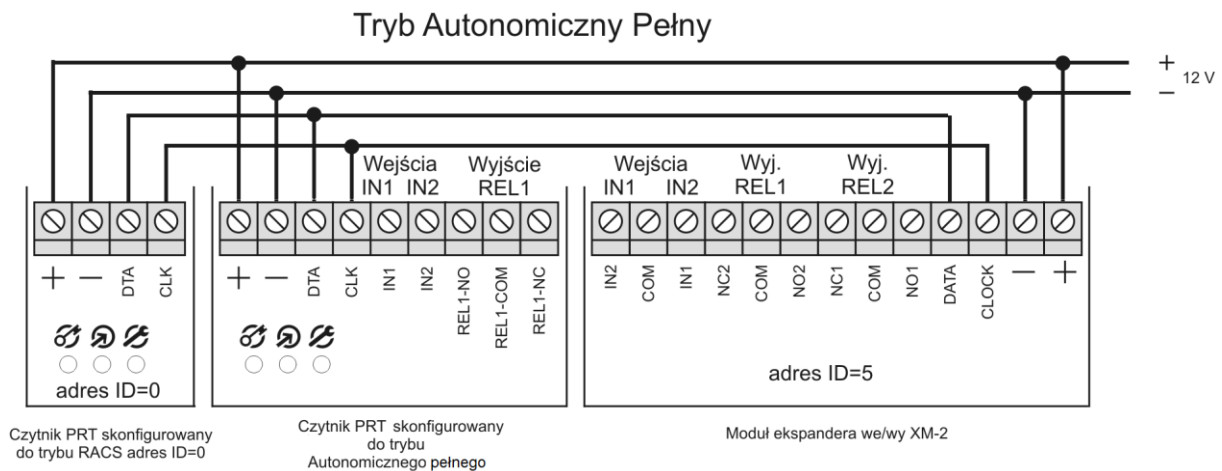 Tryb Autonomiczny Pełny
+
−
12 V
Wejścia
IN1 IN2
Wyjście
REL1
Wejścia
IN1 IN2
Wyj.
REL1
Wyj.
REL2
+ − DTA CLK
adres ID=0
+ − DTA CLK IN1 IN2 REL1-NO REL1-COM REL1-NC
IN2 COM IN1 NC2 COM NO2 NC1 COM NO1 DATA CLOCK − +
adres ID=5
Czytnik PRT skonfigurowany
do trybu RACS adres ID=0
Czytnik PRT skonfigurowany
do trybu
Autonomicznego pełnego
Moduł ekspandera we/wy XM-2